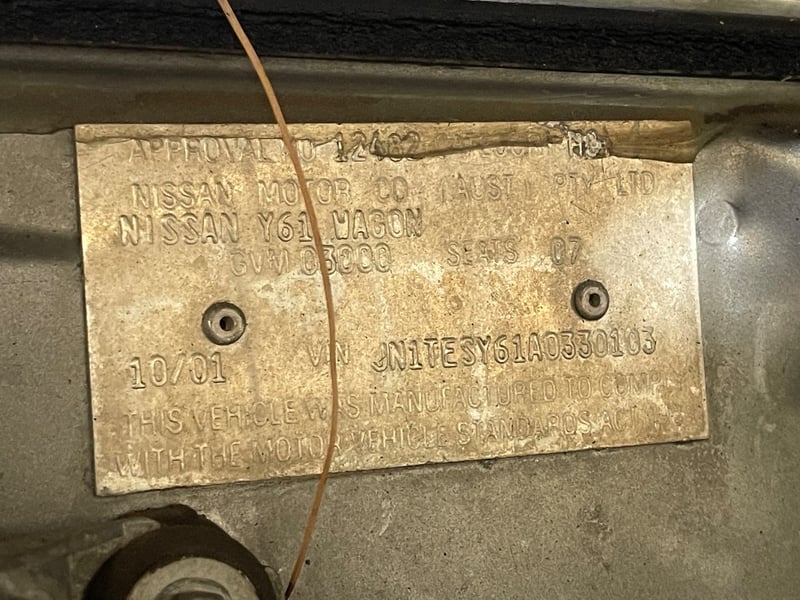 APPROVAL NO 12482 N8
NISSAN MOTOR CO. (AUST.) PTY LTD
NISSAN Y61 WAGON
GVM 03000 SEATS 07
10/01 VIN JN1TESY61A0330103
THIS VEHICLE WAS MANUFACTURED TO COMPLY
WITH THE MOTOR VEHICLE STANDARDS ACT